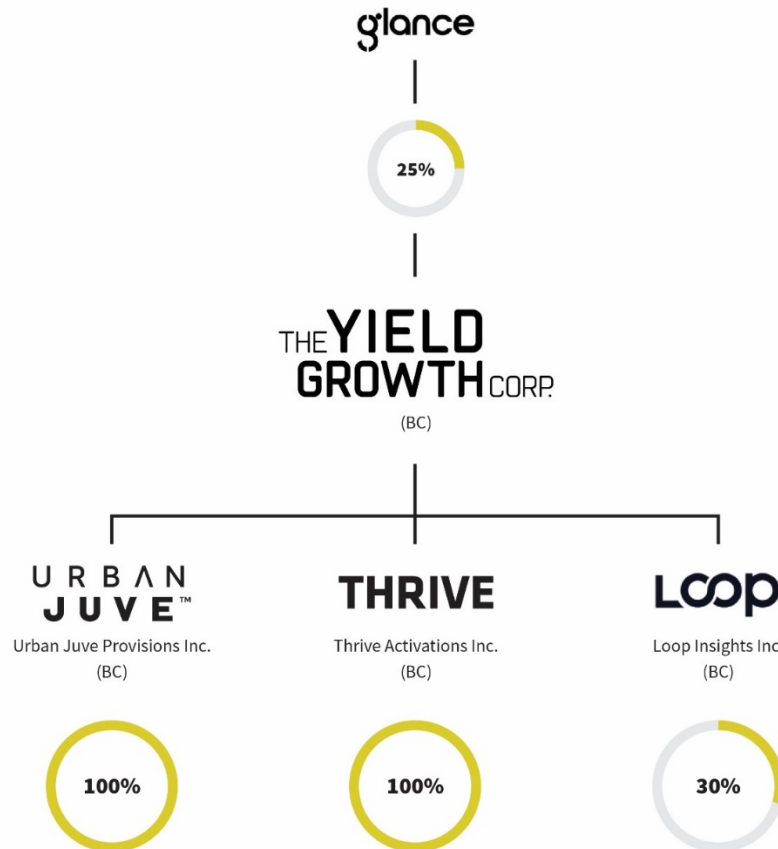 glance
25%
THE YIELD
GROWTH CORP.
(BC)
URBAN
JUVE™
Urban Juve Provisions Inc.
(BC)
100%
THRIVE
Thrive Activations Inc.
(BC)
100%
LOOP
Loop Insights Inc
(BC)
30%